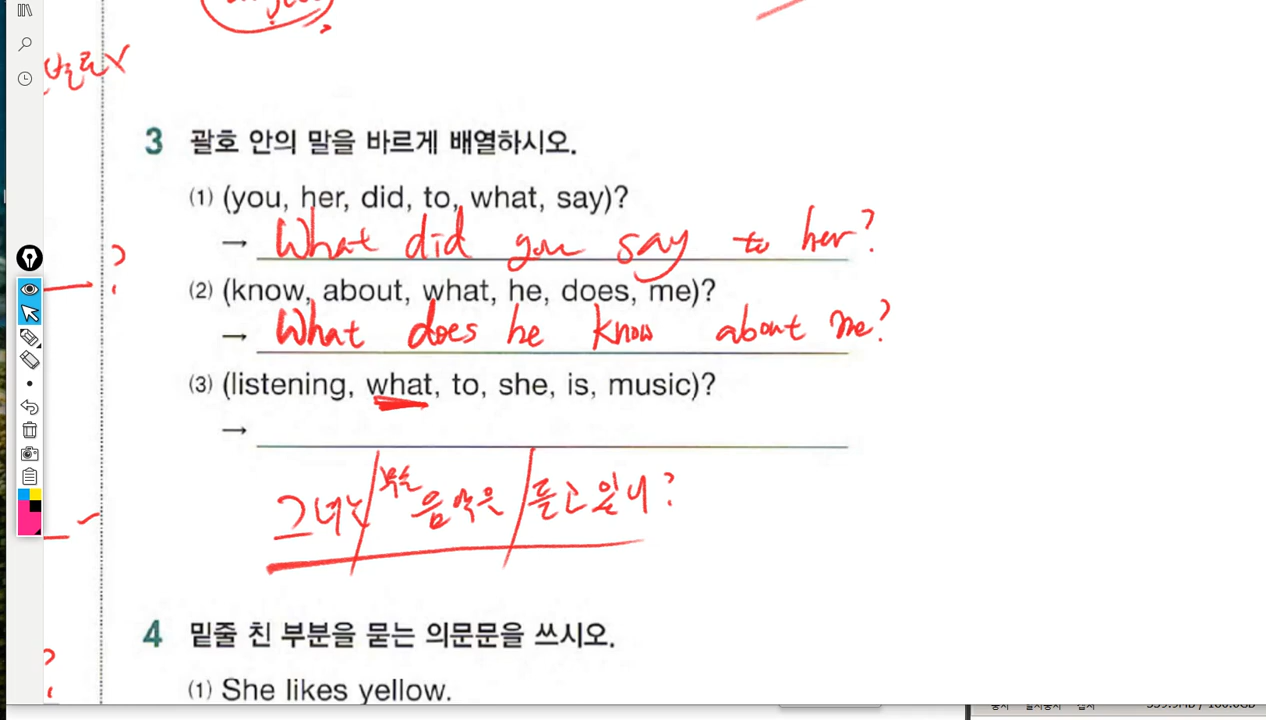 별로X
3 괄호 안의 말을 바르게 배열하시오.
(1) (you, her, did, to, what, say)?
→ What did you say to her?
?
(2) (know, about, what, he, does, me)?
→ What does he know about me?
(3) (listening, what, to, she, is, music)?
→
그녀는 / 무슨 음악을 / 듣고 있니?
4 밑줄 친 부분을 묻는 의문문을 쓰시오.
?
(1) She likes yellow.